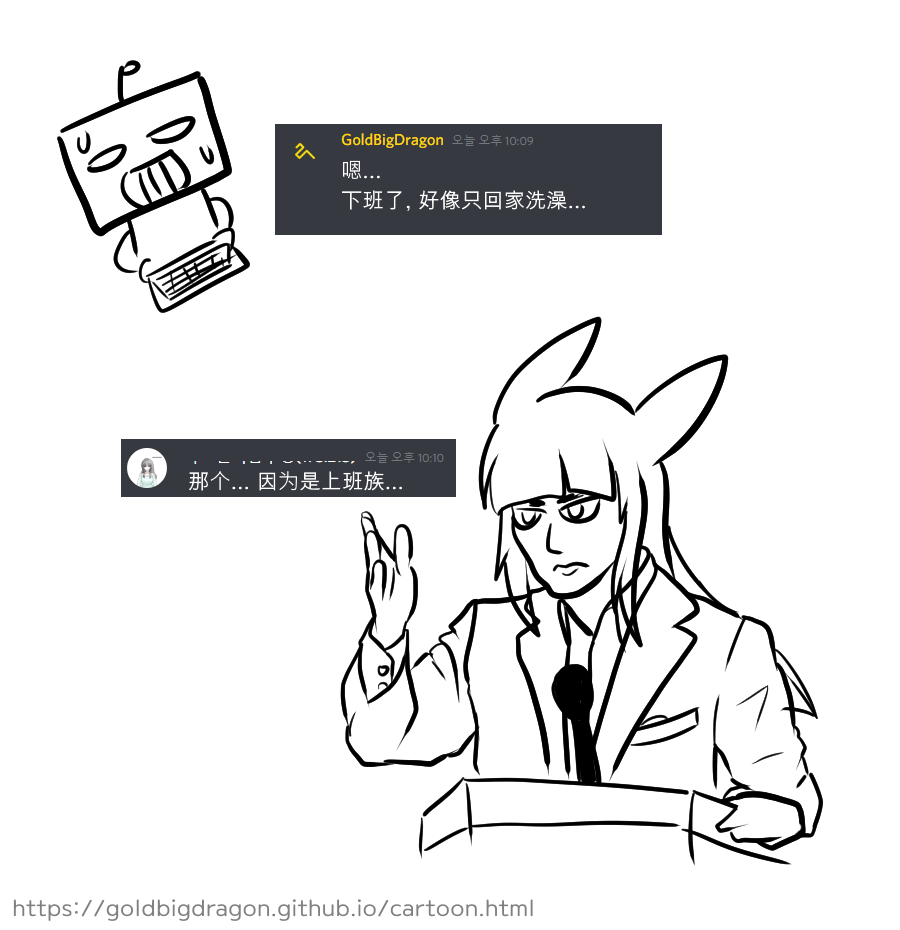 GoldBigDragon 오늘 오후 10:09
嗯...
下班了, 好像只回家洗澡...
오늘 오후 10:10
那个... 因为是上班族...
https://goldbigdragon.github.io/cartoon.html